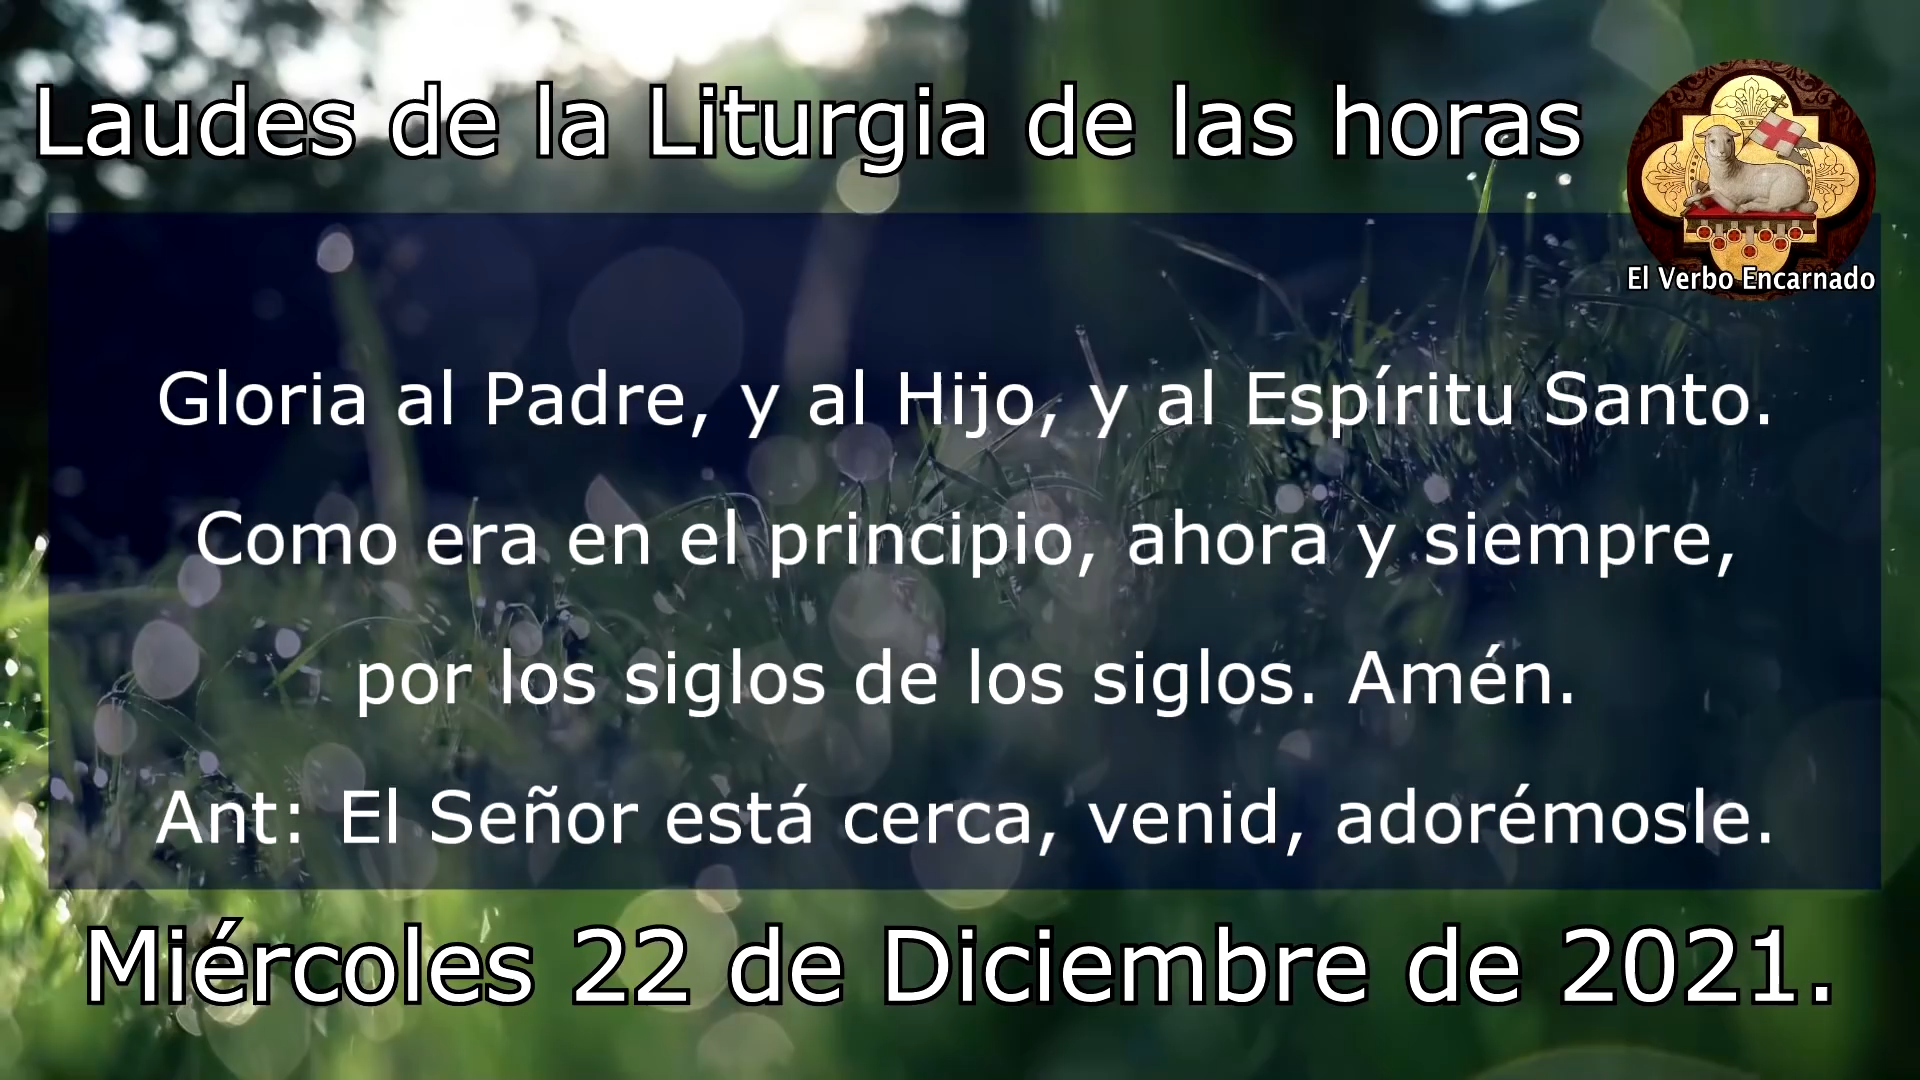 Laudes de la Liturgia de las horas
El Verbo Encarnado
Gloria al Padre, y al Hijo, y al Espíritu Santo.
Como era en el principio, ahora y siempre,
por los siglos de los siglos. Amén.
Ant: El Señor está cerca, venid, adorémosle.
Miércoles 22 de Diciembre de 2021.